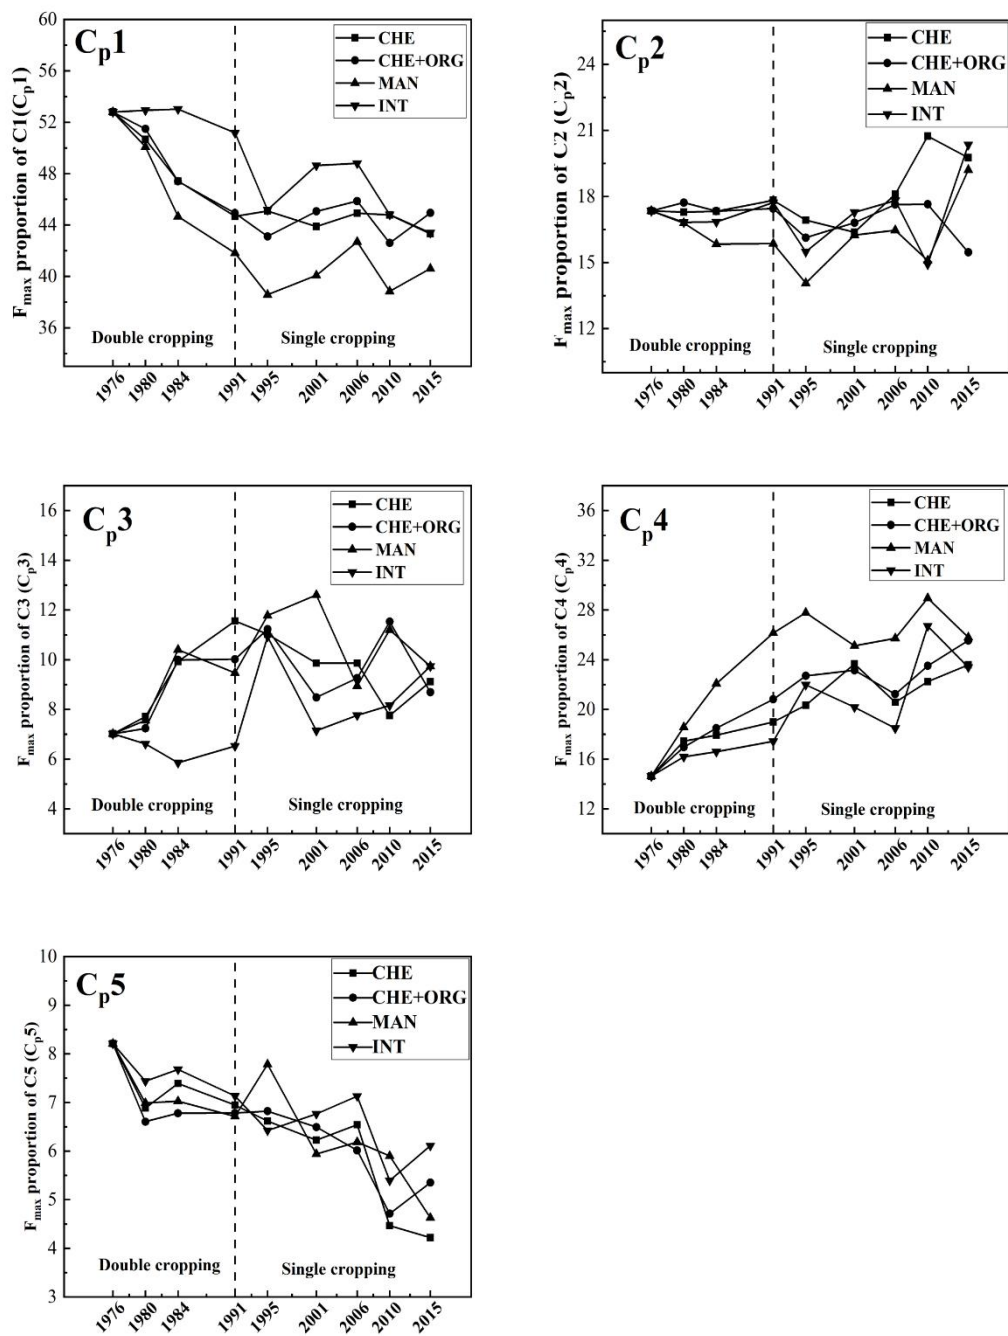 Cp1
CHE
CHE+ORG
MAN
INT
Fmax proportion of C1(Cp1)
60
56
52
48
44
40
36
Double cropping
Single cropping
1976
1980
1984
1991
1995
2001
2006
2010
2015
Cp2
CHE
CHE+ORG
MAN
INT
Fmax proportion of C2 (Cp2)
24
21
18
15
12
Double cropping
Single cropping
1976
1980
1984
1991
1995
2001
2006
2010
2015
Cp3
CHE
CHE+ORG
MAN
INT
Fmax proportion of C3 (Cp3)
16
14
12
10
8
6
4
Double cropping
Single cropping
1976
1980
1984
1991
1995
2001
2006
2010
2015
Cp4
CHE
CHE+ORG
MAN
INT
Fmax proportion of C4 (Cp4)
36
32
28
24
20
16
12
Double cropping
Single cropping
1976
1980
1984
1991
1995
2001
2006
2010
2015
Cp5
CHE
CHE+ORG
MAN
INT
Fmax proportion of C5 (Cp5)
10
9
8
7
6
5
4
3
Double cropping
Single cropping
1976
1980
1984
1991
1995
2001
2006
2010
2015